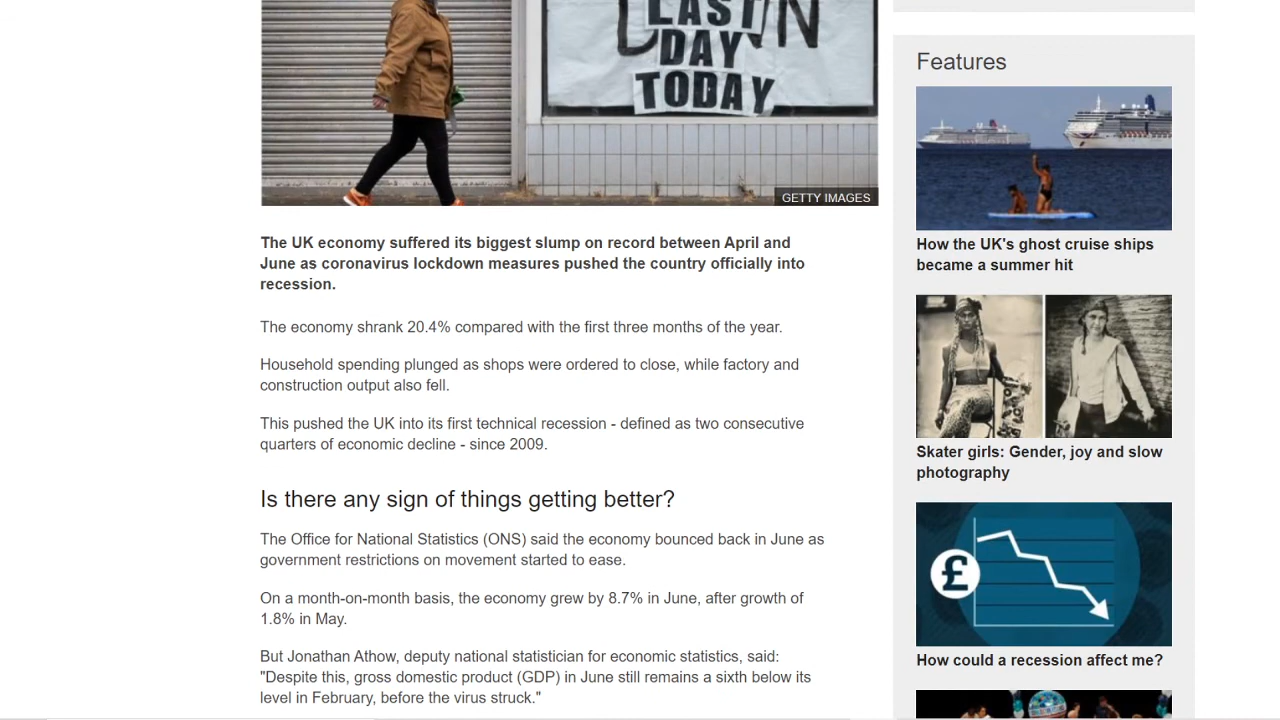 LAST
DAY
TODAY
GETTY IMAGES
The UK economy suffered its biggest slump on record between April and
June as coronavirus lockdown measures pushed the country officially into
recession.
The economy shrank 20.4% compared with the first three months of the year.
Household spending plunged as shops were ordered to close, while factory and
construction output also fell.
This pushed the UK into its first technical recession - defined as two consecutive
quarters of economic decline - since 2009.
Is there any sign of things getting better?
The Office for National Statistics (ONS) said the economy bounced back in June as
government restrictions on movement started to ease.
On a month-on-month basis, the economy grew by 8.7% in June, after growth of
1.8% in May.
But Jonathan Athow, deputy national statistician for economic statistics, said:
"Despite this, gross domestic product (GDP) in June still remains a sixth below its
level in February, before the virus struck."
Features
How the UK's ghost cruise ships
became a summer hit
Skater girls: Gender, joy and slow
photography
£
How could a recession affect me?